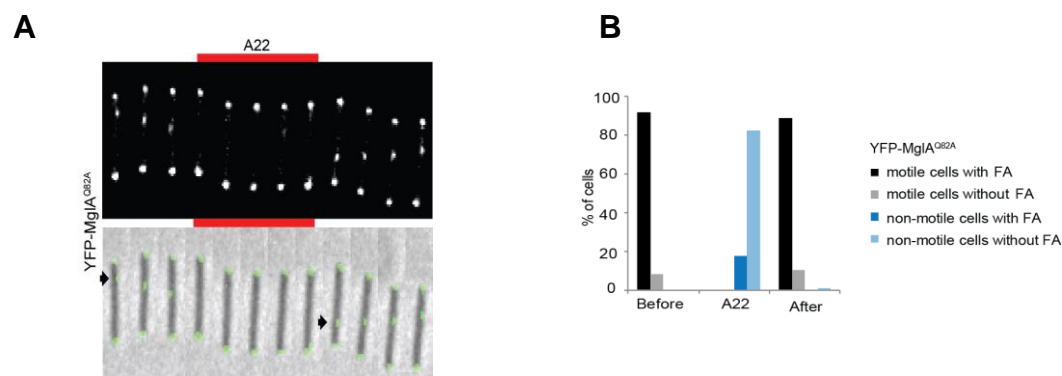 A
A22
YFP-MglA^Q82A
B
100
80
60
40
20
0
% of cells
Before
A22
After
YFP-MglA^Q82A
motile cells with FA
motile cells without FA
non-motile cells with FA
non-motile cells without FA